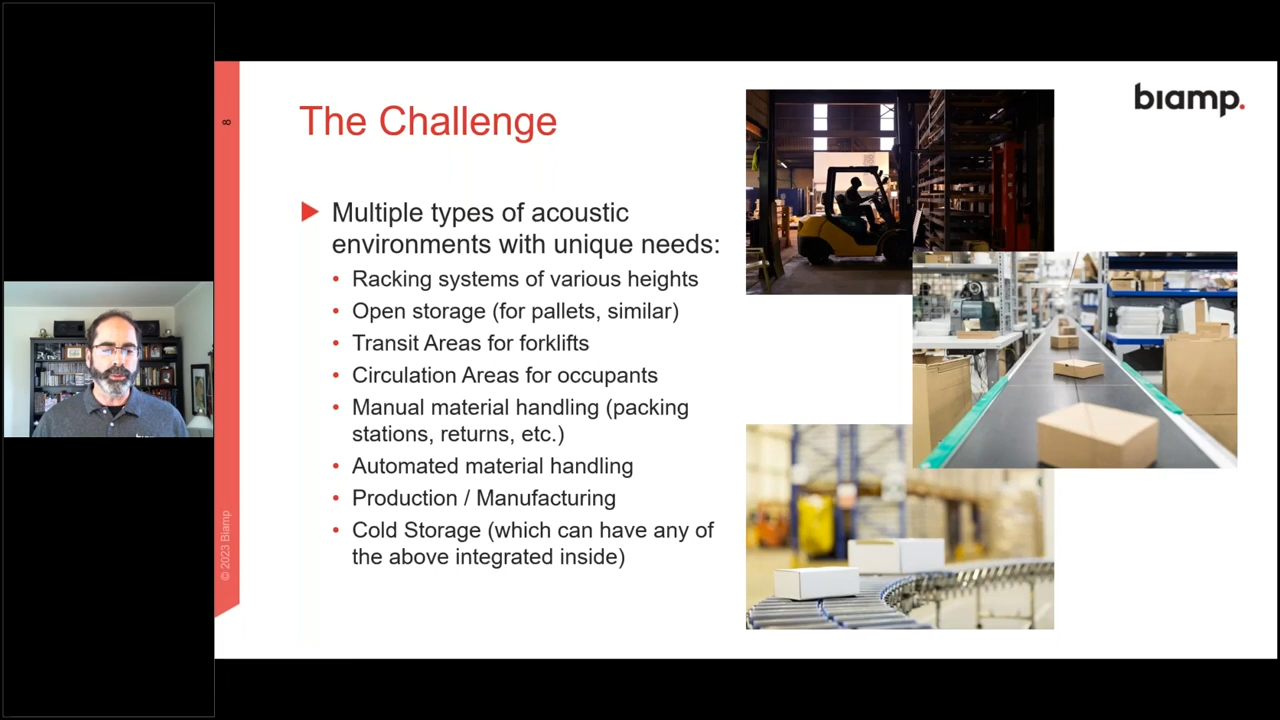 8
The Challenge
biamp.
Multiple types of acoustic
environments with unique needs:
• Racking systems of various heights
• Open storage (for pallets, similar)
• Transit Areas for forklifts
• Circulation Areas for occupants
• Manual material handling (packing
stations, returns, etc.)
• Automated material handling
• Production / Manufacturing
• Cold Storage (which can have any of
the above integrated inside)
© 2023 Biamp